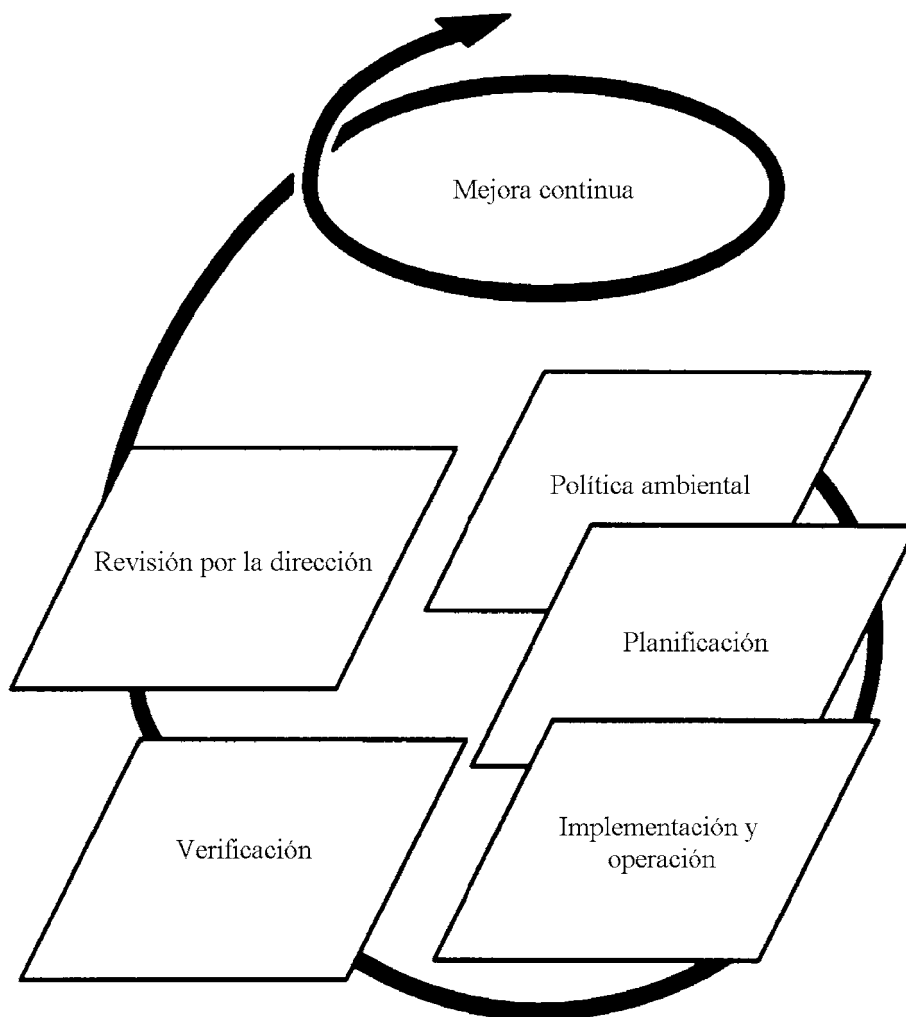 Mejora continua
Política ambiental
Revisión por la dirección
Planificación
Implementación y
operación
Verificación